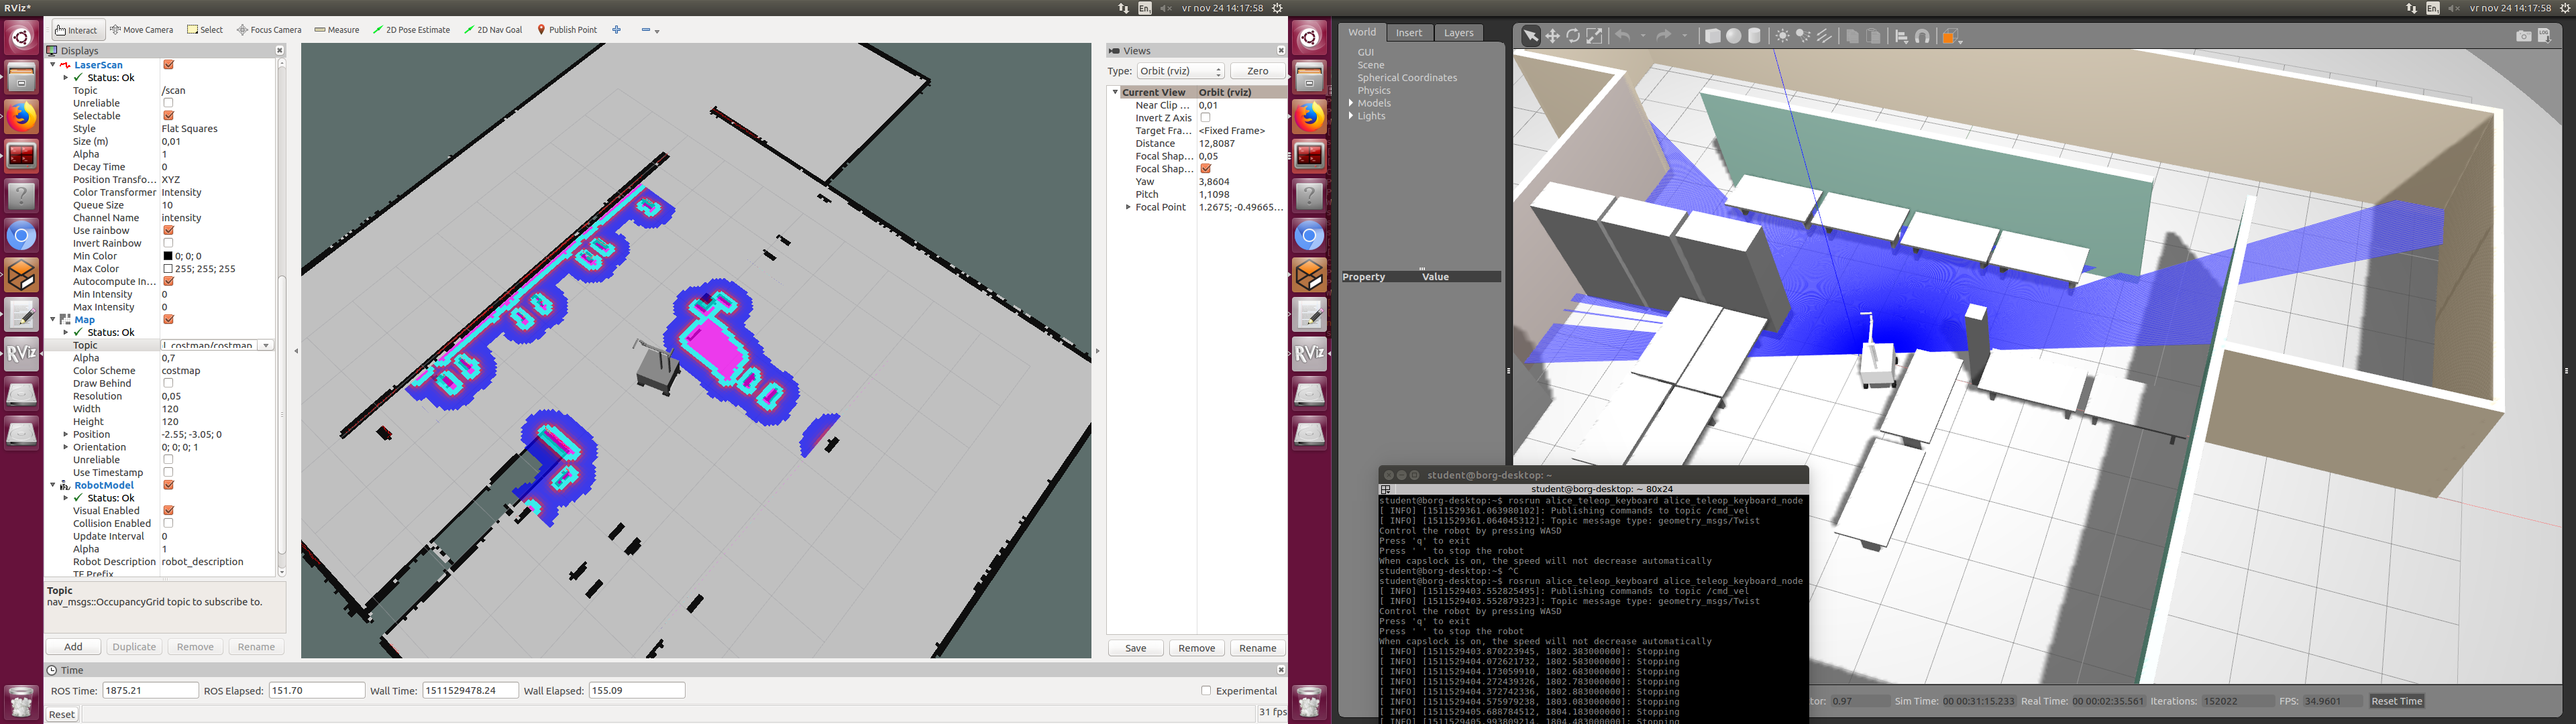 RViz*
En
vr nov 24 14:17:58
Interact
Move Camera
Select
Focus Camera
Measure
2D Pose Estimate
2D Nav Goal
Publish Point
Displays
LaserScan
Status: Ok
Topic /scan
Unreliable
Selectable
Style Flat Squares
Size (m) 0,01
Alpha 1
Decay Time 0
Position Transfo... XYZ
Color Transformer Intensity
Queue Size 10
Channel Name intensity
Use rainbow
Invert Rainbow
Min Color 0; 0; 0
Max Color 255; 255; 255
Autocompute In...
Min Intensity 0
Max Intensity 0
Map
Status: Ok
Topic l_costmap/costmap
Alpha 0,7
Color Scheme costmap
Draw Behind
Resolution 0,05
Width 120
Height 120
Position -2.55; -3.05; 0
Orientation 0; 0; 0; 1
Unreliable
Use Timestamp
RobotModel
Status: Ok
Visual Enabled
Collision Enabled
Update Interval 0
Alpha 1
Robot Description robot_description
TF Prefix
Topic
nav_msgs::OccupancyGrid topic to subscribe to.
Add Duplicate Remove Rename
Views
Type: Orbit (rviz) Zero
Current View Orbit (rviz)
Near Clip ... 0,01
Invert Z Axis
Target Fra... <Fixed Frame>
Distance 12,8087
Focal Shap... 0,05
Focal Shap...
Yaw 3,8604
Pitch 1,1098
Focal Point 1.2675; -0.49665...
Save Remove Rename
Time
ROS Time: 1875.21 ROS Elapsed: 151.70 Wall Time: 1511529478.24 Wall Elapsed: 155.09 Experimental
Reset 31 fps
RViz
En
vr nov 24 14:17:58
World Insert Layers
GUI
Scene
Spherical Coordinates
Physics
Models
Lights
Property Value
LOG
RViz
student@borg-desktop: ~
student@borg-desktop: ~ 80x24
student@borg-desktop:~$ rosrun alice_teleop_keyboard alice_teleop_keyboard_node
[ INFO] [1511529361.063980102]: Publishing commands to topic /cmd_vel
[ INFO] [1511529361.064045312]: Topic message type: geometry_msgs/Twist
Control the robot by pressing WASD
Press 'q' to exit
Press ' ' to stop the robot
When capslock is on, the speed will not decrease automatically
student@borg-desktop:~$ ^C
student@borg-desktop:~$ rosrun alice_teleop_keyboard alice_teleop_keyboard_node
[ INFO] [1511529403.552825495]: Publishing commands to topic /cmd_vel
[ INFO] [1511529403.552879323]: Topic message type: geometry_msgs/Twist
Control the robot by pressing WASD
Press 'q' to exit
Press ' ' to stop the robot
When capslock is on, the speed will not decrease automatically
[ INFO] [1511529403.870223945, 1802.383000000]: Stopping
[ INFO] [1511529404.072621732, 1802.583000000]: Stopping
[ INFO] [1511529404.173059910, 1802.683000000]: Stopping
[ INFO] [1511529404.272439326, 1802.783000000]: Stopping
[ INFO] [1511529404.372742336, 1802.883000000]: Stopping
[ INFO] [1511529404.575979238, 1803.083000000]: Stopping
[ INFO] [1511529405.688784512, 1804.183000000]: Stopping
[ INFO] [1511529405.993809214, 1804.483000000]: Stopping
tor: 0.97 Sim Time: 00 00:31:15.233 Real Time: 00 00:02:35.561 Iterations: 152022 FPS: 34.9601 Reset Time